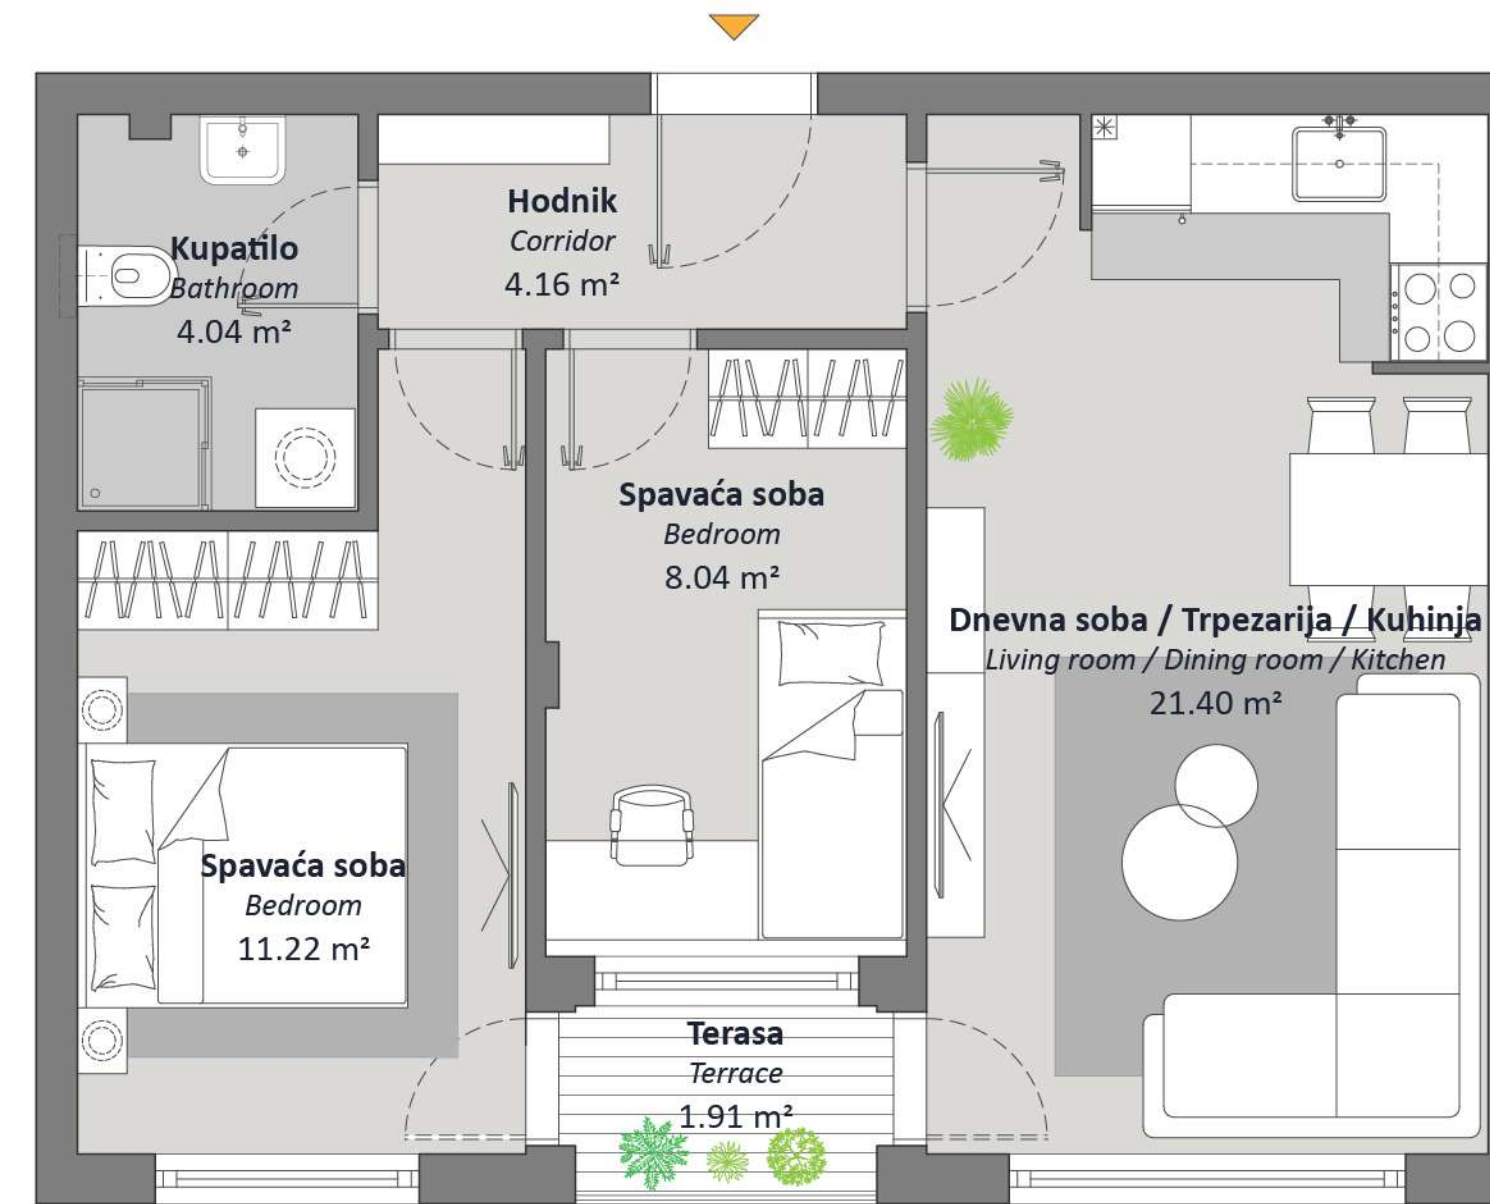 Hodnik
Corridor
4.16 m²
Kupatilo
Bathroom
4.04 m²
Spavaća soba
Bedroom
8.04 m²
Dnevna soba / Trpezarija / Kuhinja
Living room / Dining room / Kitchen
21.40 m²
Spavaća soba
Bedroom
11.22 m²
Terasa
Terrace
1.91 m²